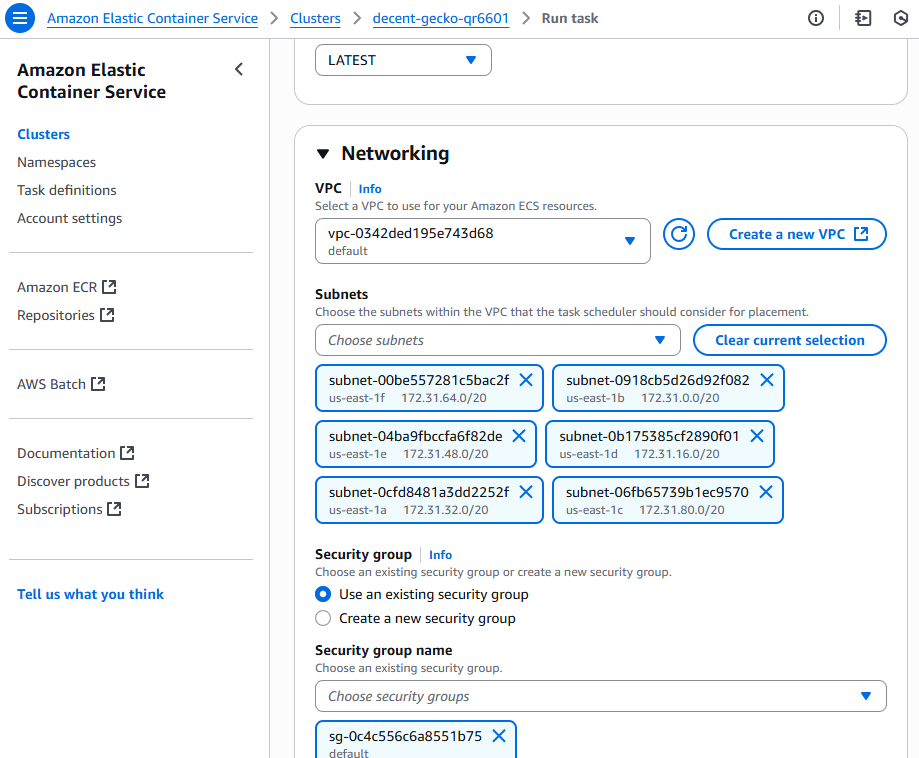 Amazon Elastic Container Service > Clusters > decent-gecko-qr6601 > Run task
Amazon Elastic
Container Service
Clusters
Namespaces
Task definitions
Account settings
Amazon ECR
Repositories
AWS Batch
Documentation
Discover products
Subscriptions
Tell us what you think
LATEST
Networking
VPC Info
Select a VPC to use for your Amazon ECS resources.
vpc-0342ded195e743d68
default
Create a new VPC
Subnets
Choose the subnets within the VPC that the task scheduler should consider for placement.
Choose subnets
Clear current selection
subnet-00be557281c5bac2f
us-east-1f 172.31.64.0/20
subnet-0918cb5d26d92f082
us-east-1b 172.31.0.0/20
subnet-04ba9fbccfa6f82de
us-east-1e 172.31.48.0/20
subnet-0b175385cf2890f01
us-east-1d 172.31.16.0/20
subnet-0cfd8481a3dd2252f
us-east-1a 172.31.32.0/20
subnet-06fb65739b1ec9570
us-east-1c 172.31.80.0/20
Security group Info
Choose an existing security group or create a new security group.
Use an existing security group
Create a new security group
Security group name
Choose an existing security group.
Choose security groups
sg-0c4c556c6a8551b75
default